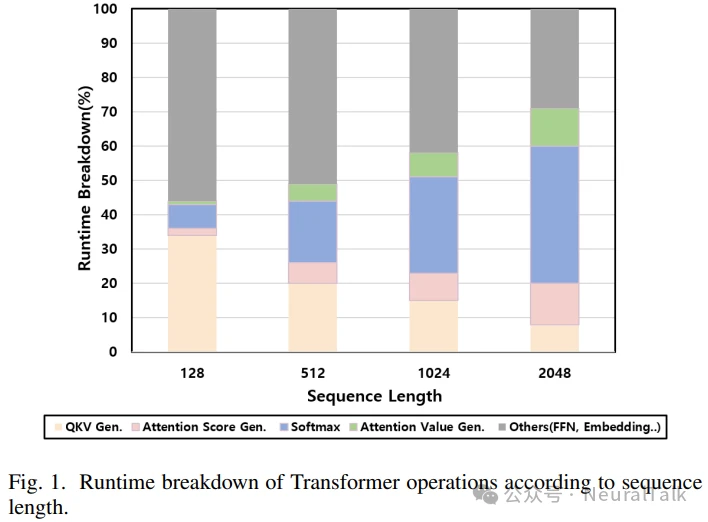 100
90
80
70
60
50
40
30
20
10
0
Runtime Breakdown(%)
128 512 1024 2048
Sequence Length
QKV Gen. Attention Score Gen. Softmax Attention Value Gen. Others(FFN, Embedding..)
Fig. 1. Runtime breakdown of Transformer operations according to sequence
length.
公众号 · NeuralTalk